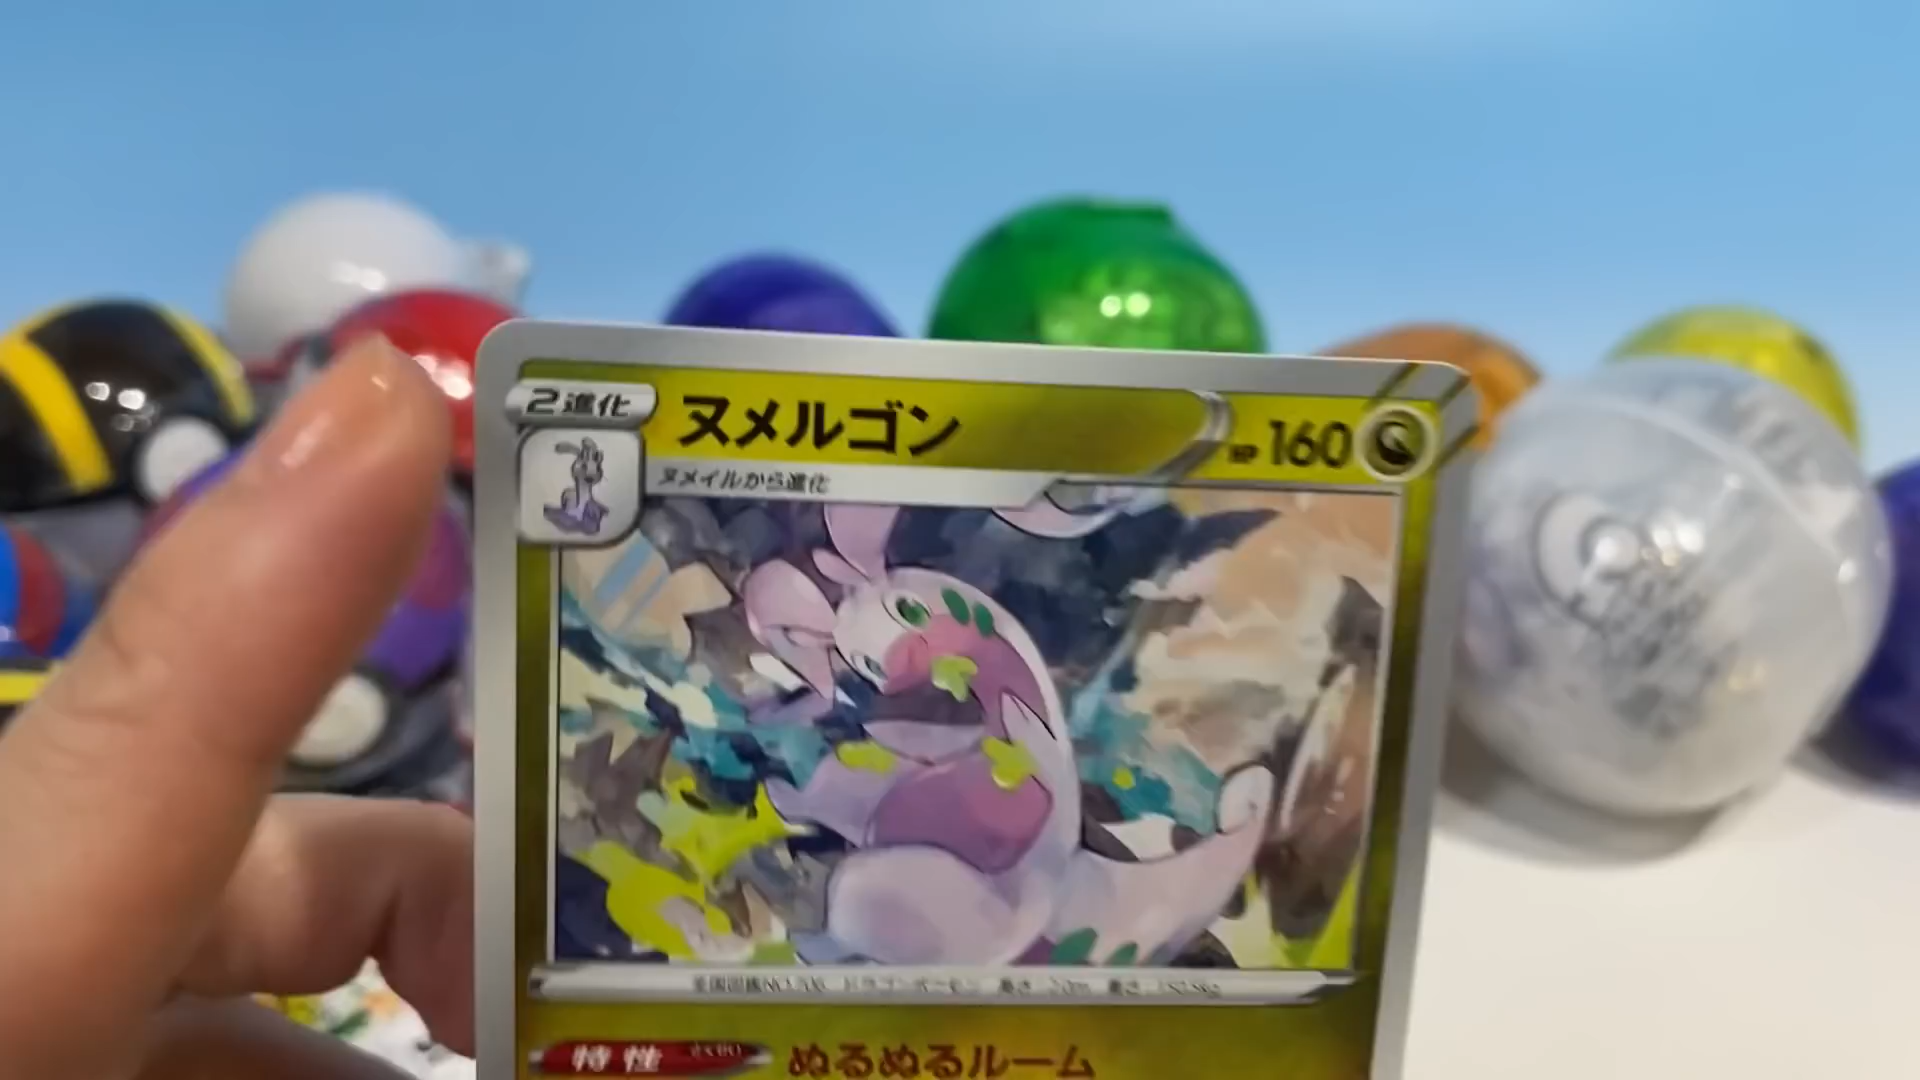 2進化
ヌメルゴン
HP 160
ヌメイルから進化
特性
ぬるぬるルーム